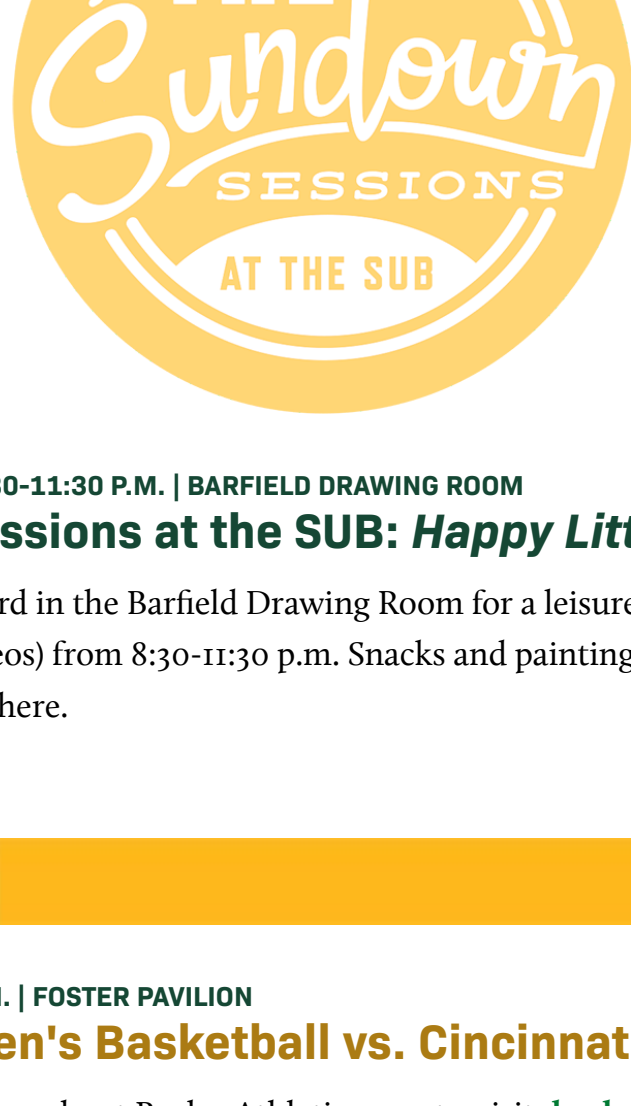 THE
Sundown
SESSIONS
AT THE SUB
30-11:30 P.M. | BARFIELD DRAWING ROOM
ssions at the SUB: Happy Litt
rd in the Barfield Drawing Room for a leisure
eos) from 8:30-11:30 p.m. Snacks and painting
here.
. | FOSTER PAVILION
en's Basketball vs. Cincinnat